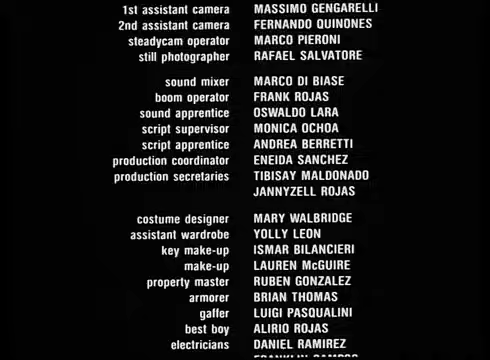 1st assistant camera MASSIMO GENGARELLI
2nd assistant camera FERNANDO QUINONES
steadycam operator MARCO PIERONI
still photographer RAFAEL SALVATORE
sound mixer MARCO DI BIASE
boom operator FRANK ROJAS
sound apprentice OSWALDO LARA
script supervisor MONICA OCHOA
script apprentice ANDREA BERRETTI
production coordinator ENEIDA SANCHEZ
production secretaries TIBISAY MALDONADO
JANNYZELL ROJAS
costume designer MARY WALBRIDGE
assistant wardrobe YOLLY LEON
key make-up ISMAR BILANCIERI
make-up LAUREN McGUIRE
property master RUBEN GONZALEZ
armorer BRIAN THOMAS
gaffer LUIGI PASQUALINI
best boy ALIRIO ROJAS
electricians DANIEL RAMIREZ